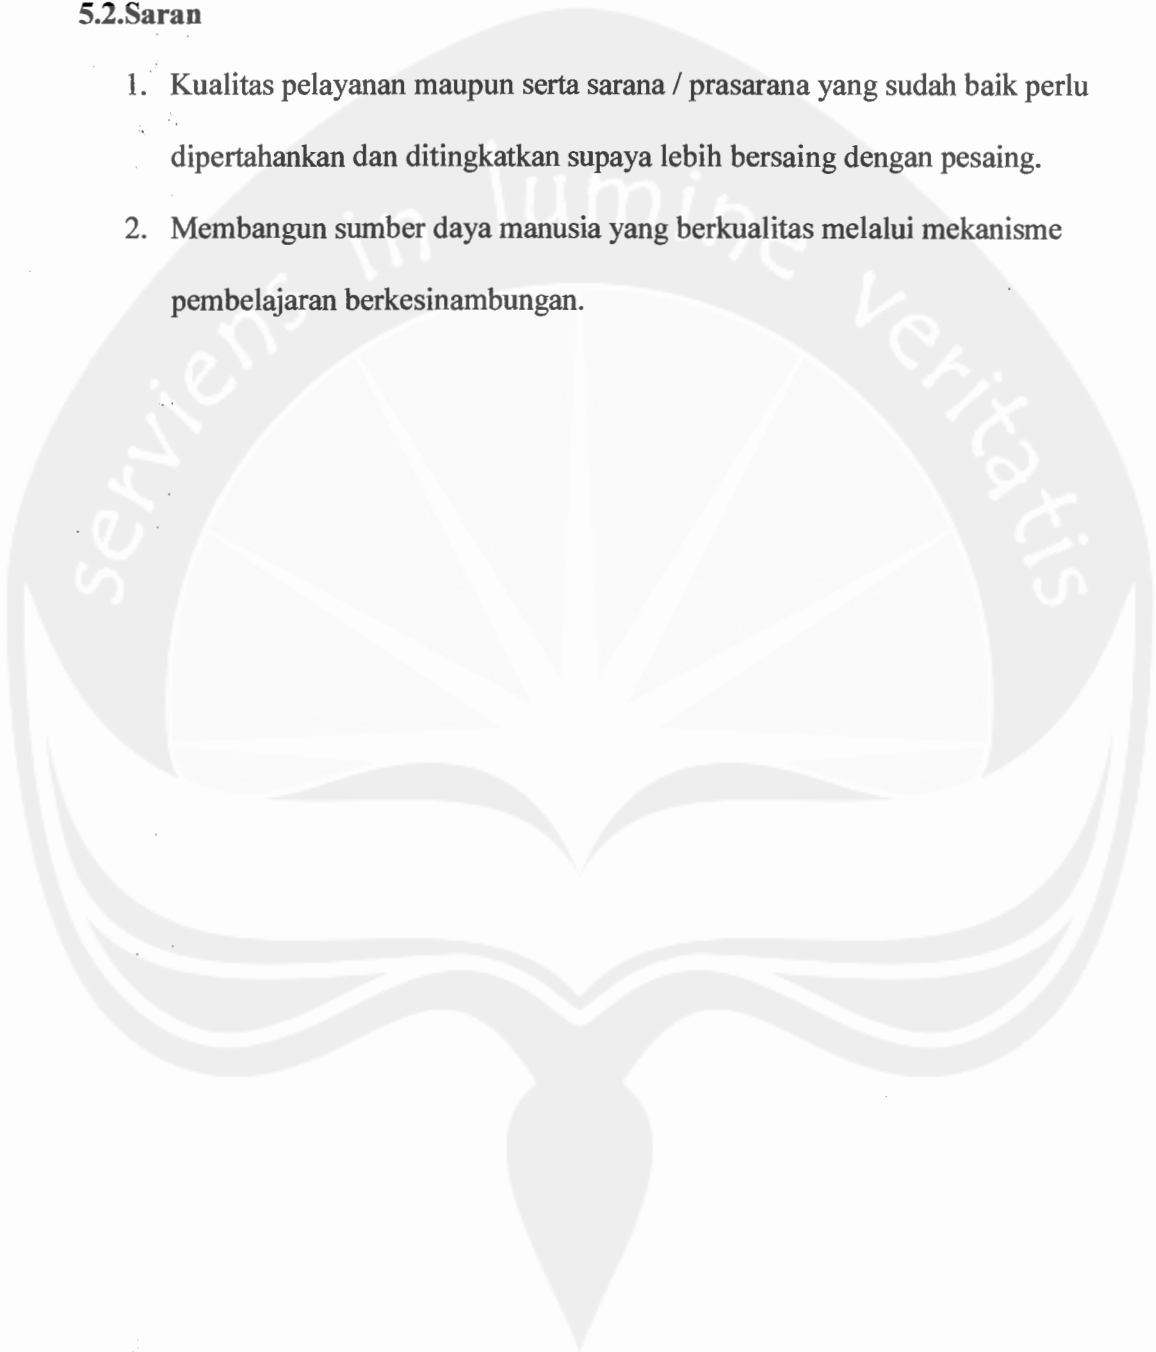 5.2.Saran
1. Kualitas pelayanan maupun serta sarana / prasarana yang sudah baik perlu
dipertahankan dan ditingkatkan supaya lebih bersaing dengan pesaing.
2. Membangun sumber daya manusia yang berkualitas melalui mekanisme
pembelajaran berkesinambungan.
serviens in lumine veritatis